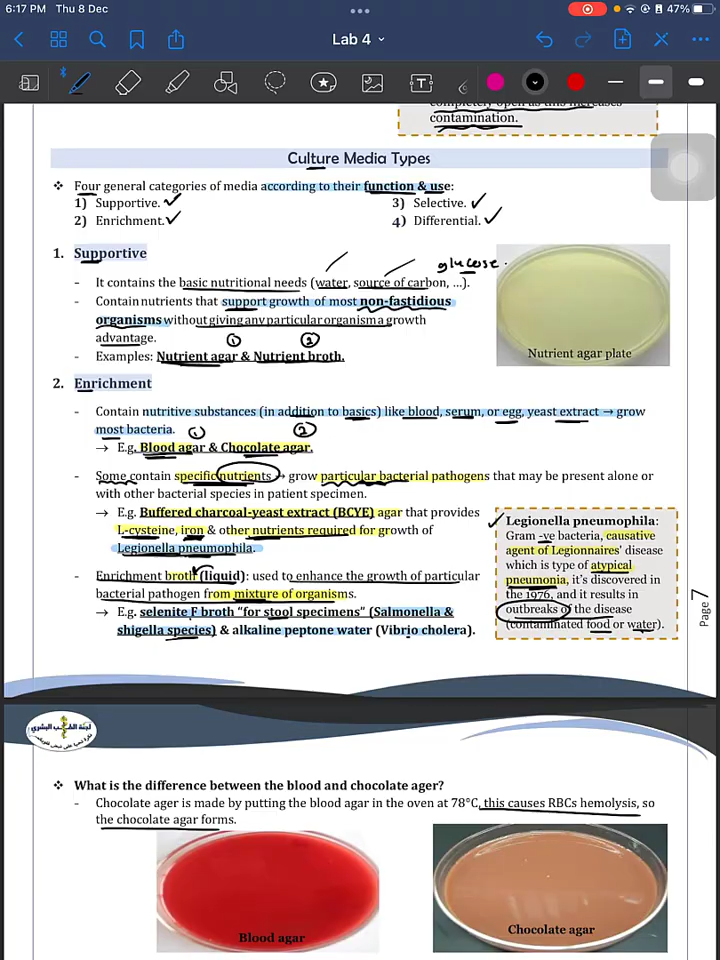 6:17 PM Thu 8 Dec
47%
Lab 4
completely open as this increases
contamination.
Culture Media Types
❖ Four general categories of media according to their function & use:
1) Supportive. 3) Selective.
2) Enrichment. 4) Differential.
1. Supportive
glucose.
- It contains the basic nutritional needs (water, source of carbon, ...).
- Contain nutrients that support growth of most non-fastidious
organisms without giving any particular organism a growth
advantage. 1 2
- Examples: Nutrient agar & Nutrient broth.
Nutrient agar plate
2. Enrichment
- Contain nutritive substances (in addition to basics) like blood, serum, or egg, yeast extract → grow
most bacteria. 1 2
→ E.g. Blood agar & Chocolate agar.
- Some contain specific nutrients → grow particular bacterial pathogens that may be present alone or
with other bacterial species in patient specimen.
→ E.g. Buffered charcoal-yeast extract (BCYE) agar that provides
L-cysteine, iron & other nutrients required for growth of
Legionella pneumophila.
- Enrichment broth (liquid): used to enhance the growth of particular
bacterial pathogen from mixture of organisms.
→ E.g. selenite F broth "for stool specimens" (Salmonella &
shigella species) & alkaline peptone water (Vibrio cholera).
Legionella pneumophila:
Gram -ve bacteria, causative
agent of Legionnaires' disease
which is type of atypical
pneumonia, it's discovered in
the 1976, and it results in
outbreaks of the disease
(contaminated food or water).
Page 7
لجنة الطب البشري
❖ What is the difference between the blood and chocolate ager?
- Chocolate ager is made by putting the blood agar in the oven at 78°C, this causes RBCs hemolysis, so
the chocolate agar forms.
Blood agar
Chocolate agar